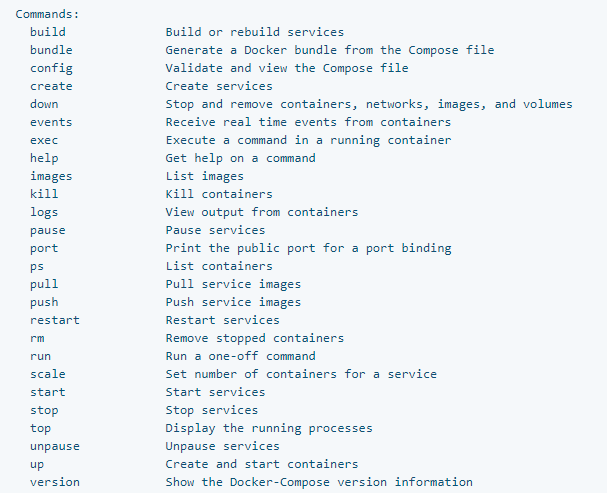 Commands:
build Build or rebuild services
bundle Generate a Docker bundle from the Compose file
config Validate and view the Compose file
create Create services
down Stop and remove containers, networks, images, and volumes
events Receive real time events from containers
exec Execute a command in a running container
help Get help on a command
images List images
kill Kill containers
logs View output from containers
pause Pause services
port Print the public port for a port binding
ps List containers
pull Pull service images
push Push service images
restart Restart services
rm Remove stopped containers
run Run a one-off command
scale Set number of containers for a service
start Start services
stop Stop services
top Display the running processes
unpause Unpause services
up Create and start containers
version Show the Docker-Compose version information